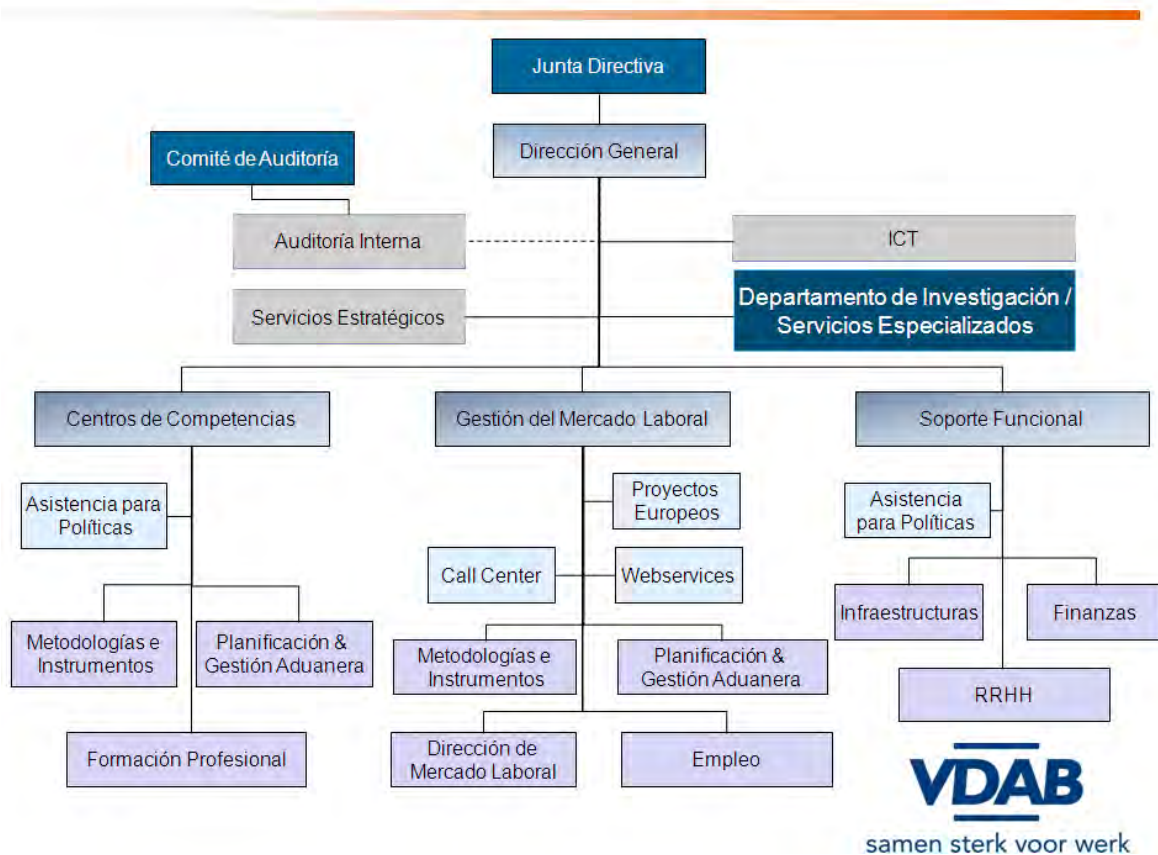 Junta Directiva
Dirección General
Comité de Auditoría
Auditoría Interna
ICT
Servicios Estratégicos
Departamento de Investigación /
Servicios Especializados
Centros de Competencias
Gestión del Mercado Laboral
Soporte Funcional
Asistencia para
Políticas
Proyectos
Europeos
Asistencia
para Políticas
Call Center
Webservices
Infraestructuras
Finanzas
Metodologías e
Instrumentos
Planificación &
Gestión Aduanera
Metodologías e
Instrumentos
Planificación &
Gestión Aduanera
RRHH
Formación Profesional
Dirección de
Mercado Laboral
Empleo
VDAB
samen sterk voor werk